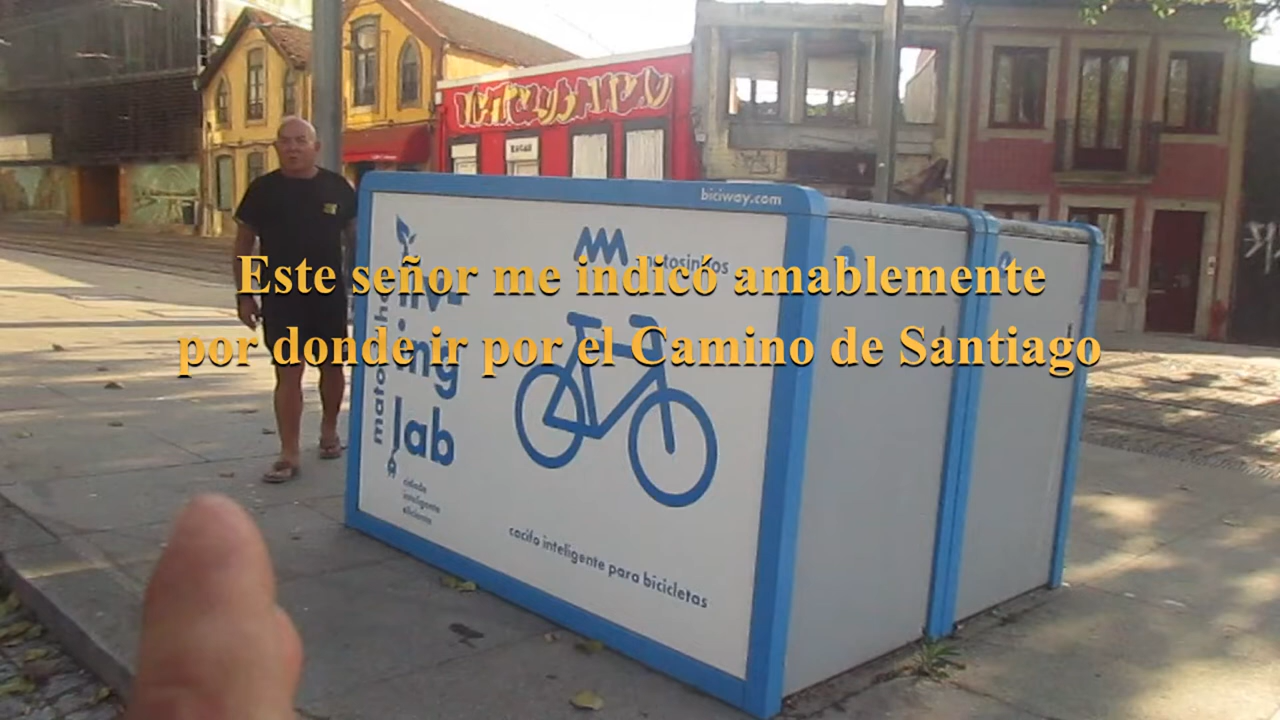 biciway.com
matosinhos
Este señor me indicó amablemente
por donde ir por el Camino de Santiago
living
lab
cidade
inteligente
eficiente
cacifo inteligente para bicicletas